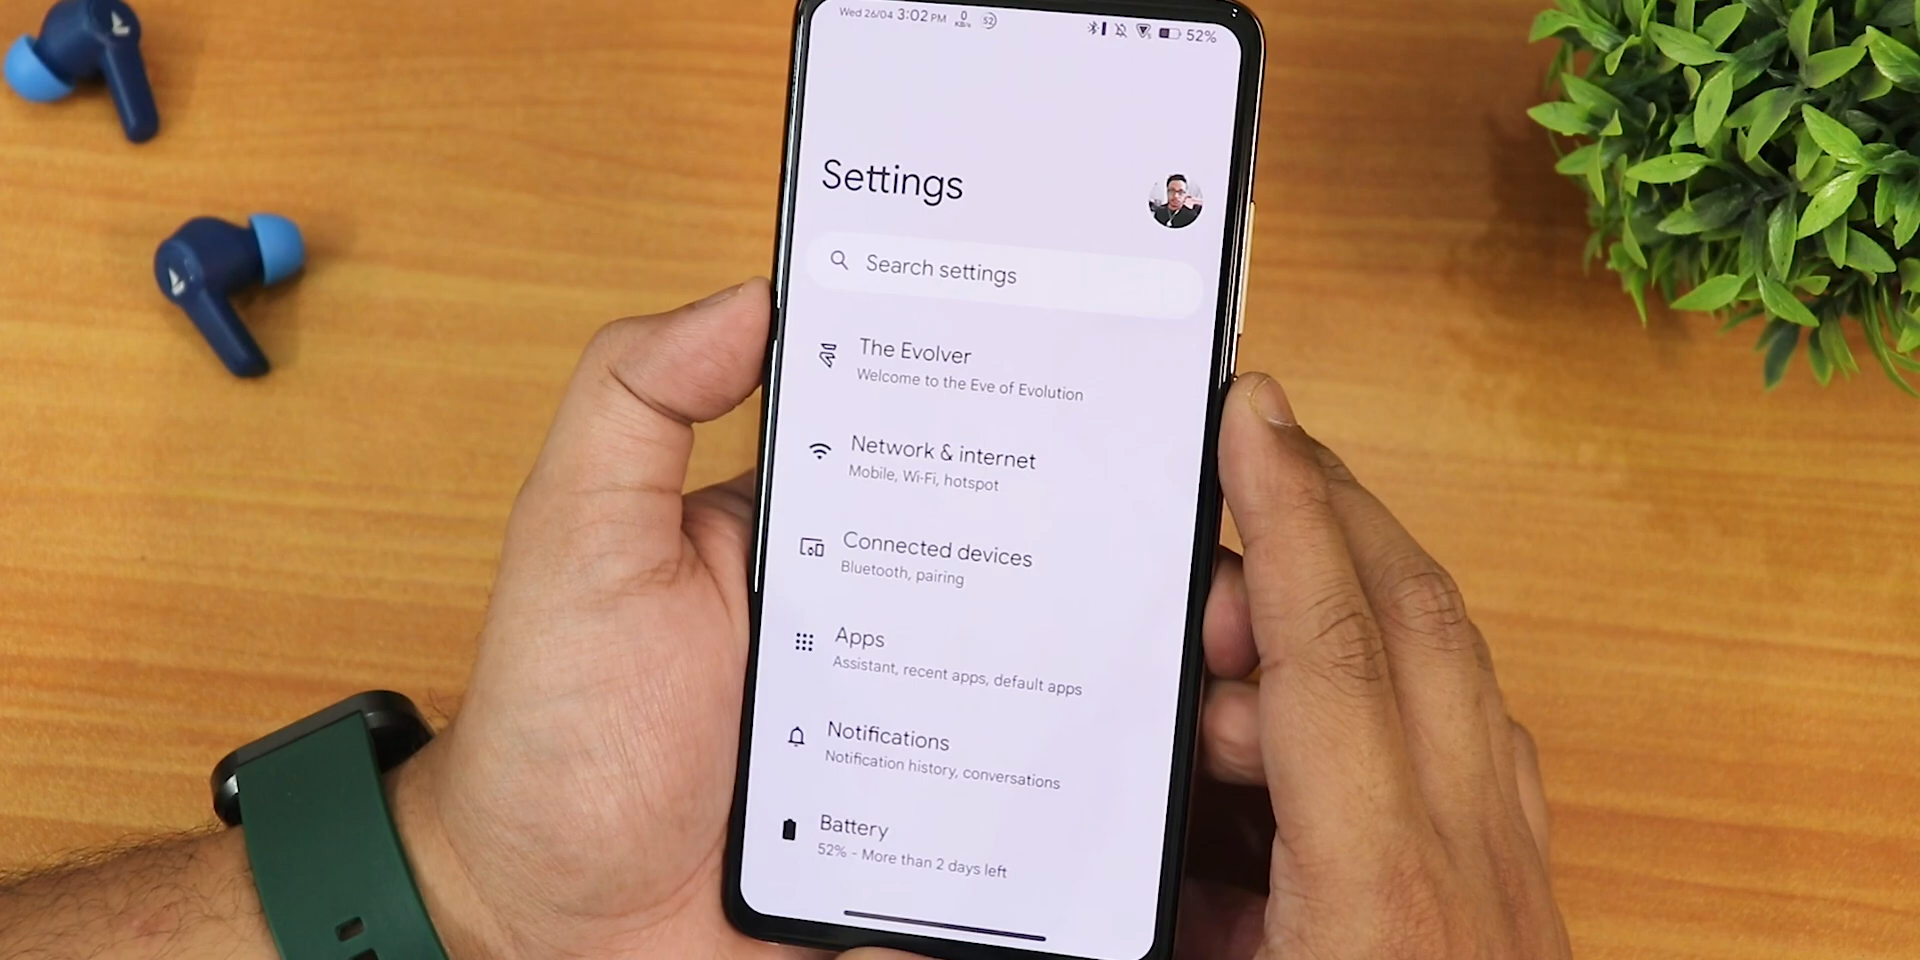 Wed 26/04 3:02 PM 0 KB/s 52 52%
Settings
Search settings
The Evolver
Welcome to the Eve of Evolution
Network & internet
Mobile, Wi-Fi, hotspot
Connected devices
Bluetooth, pairing
Apps
Assistant, recent apps, default apps
Notifications
Notification history, conversations
Battery
52% - More than 2 days left